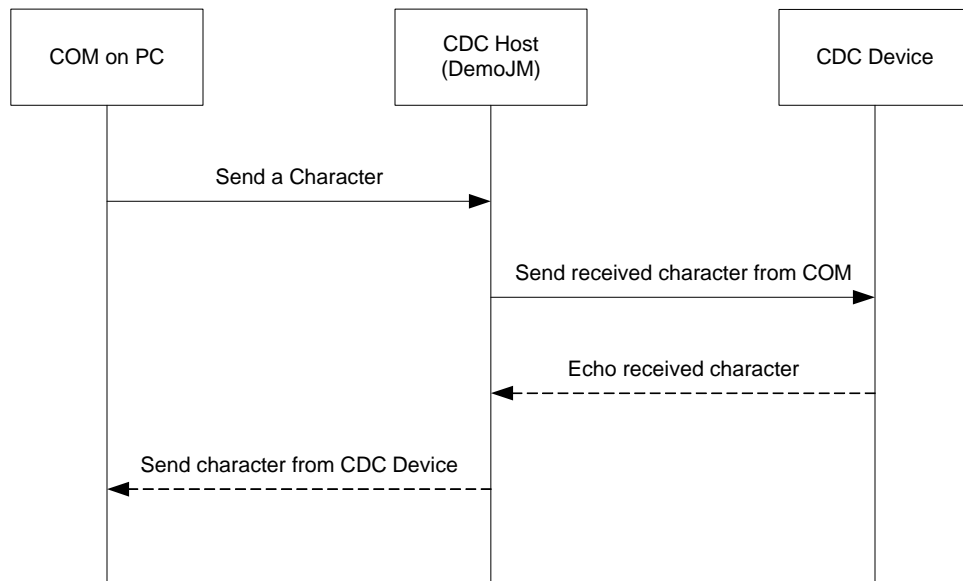 COM on PC
CDC Host
(DemoJM)
CDC Device
Send a Character
Send received character from COM
Echo received character
Send character from CDC Device